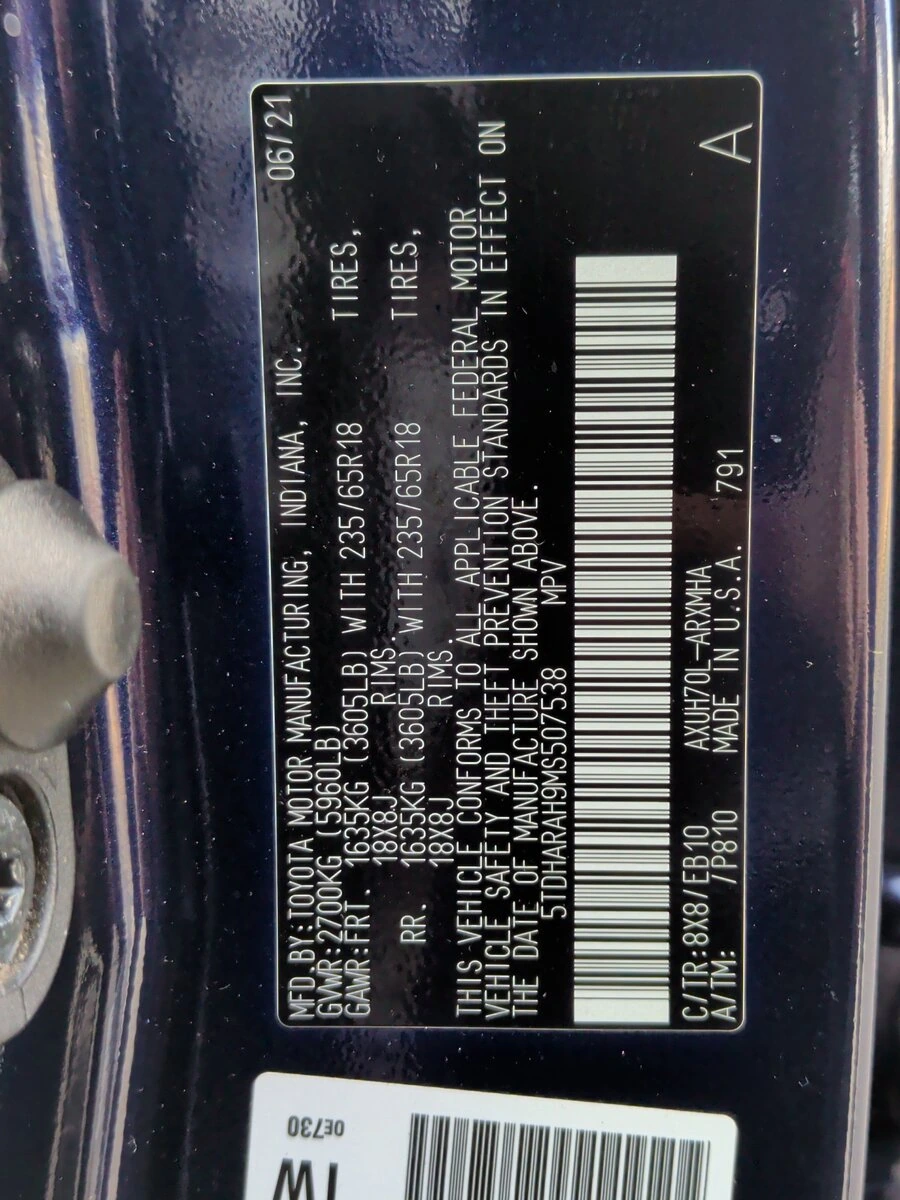 MFD.BY:TOYOTA MOTOR MANUFACTURING, INDIANA, INC. 06/21
GVWR:2700KG (5960LB)
GAWR:FRT. 1635KG (3605LB) WITH 235/65R18 TIRES,
18X8J RIMS.
RR. 1635KG (3605LB) WITH 235/65R18 TIRES,
18X8J RIMS.
THIS VEHICLE CONFORMS TO ALL APPLICABLE FEDERAL MOTOR
VEHICLE SAFETY AND THEFT PREVENTION STANDARDS IN EFFECT ON
THE DATE OF MANUFACTURE SHOWN ABOVE.
5TDHARAH9MS507538 MPV
C/TR:8X8/EB10 AXUH70L-ARXMHA
A/TM: /P810 MADE IN U.S.A. 791 A
0E730